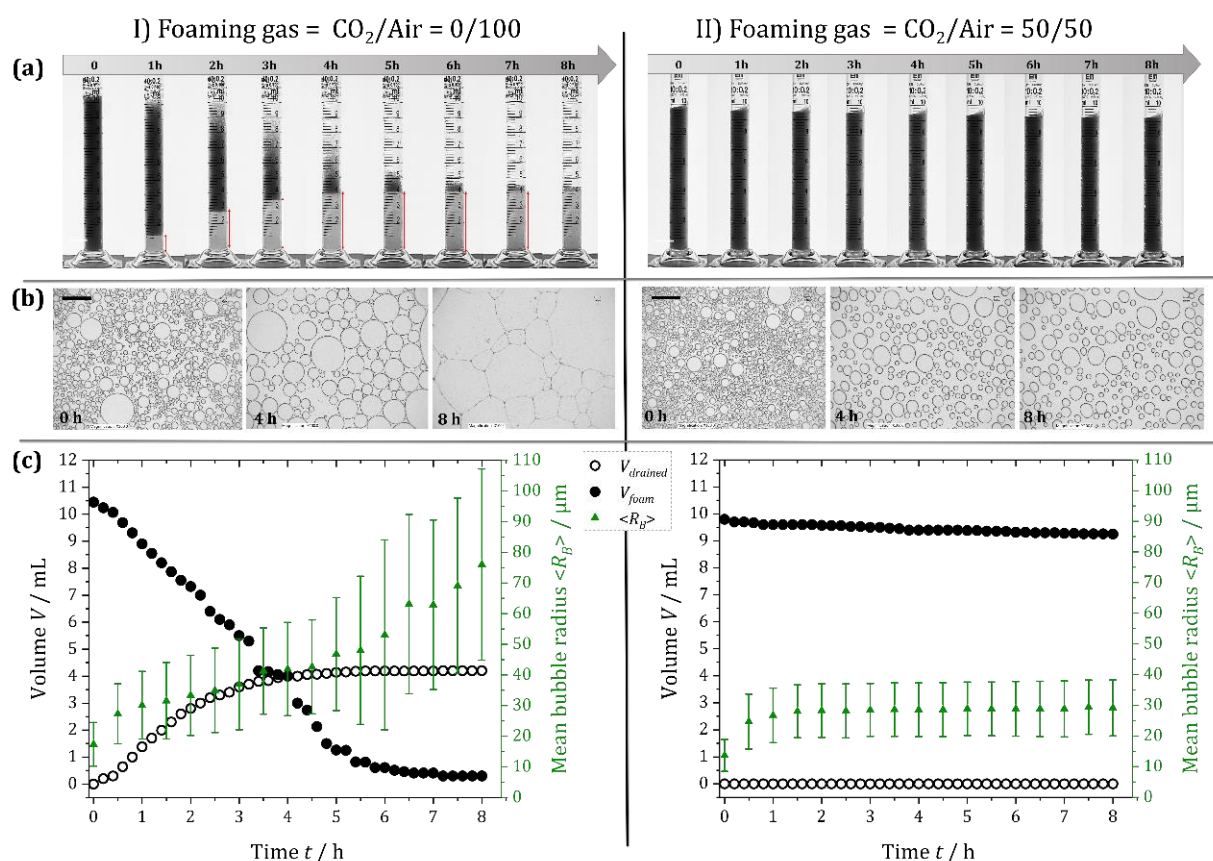 I) Foaming gas = CO₂/Air = 0/100
II) Foaming gas = CO₂/Air = 50/50
(a)
0 1h 2h 3h 4h 5h 6h 7h 8h
0 1h 2h 3h 4h 5h 6h 7h 8h
(b)
0 h
4 h
8 h
0 h
4 h
8 h
(c)
Volume V / mL
12
11
10
9
8
7
6
5
4
3
2
1
0
0 1 2 3 4 5 6 7 8
Time t / h
110
100
90
80
70
60
50
40
30
20
10
0
Mean bubble radius <R_B> / µm
V_drained
V_foam
<R_B>
Volume V / mL
12
11
10
9
8
7
6
5
4
3
2
1
0
0 1 2 3 4 5 6 7 8
Time t / h
110
100
90
80
70
60
50
40
30
20
10
0
Mean bubble radius <R_B> / µm